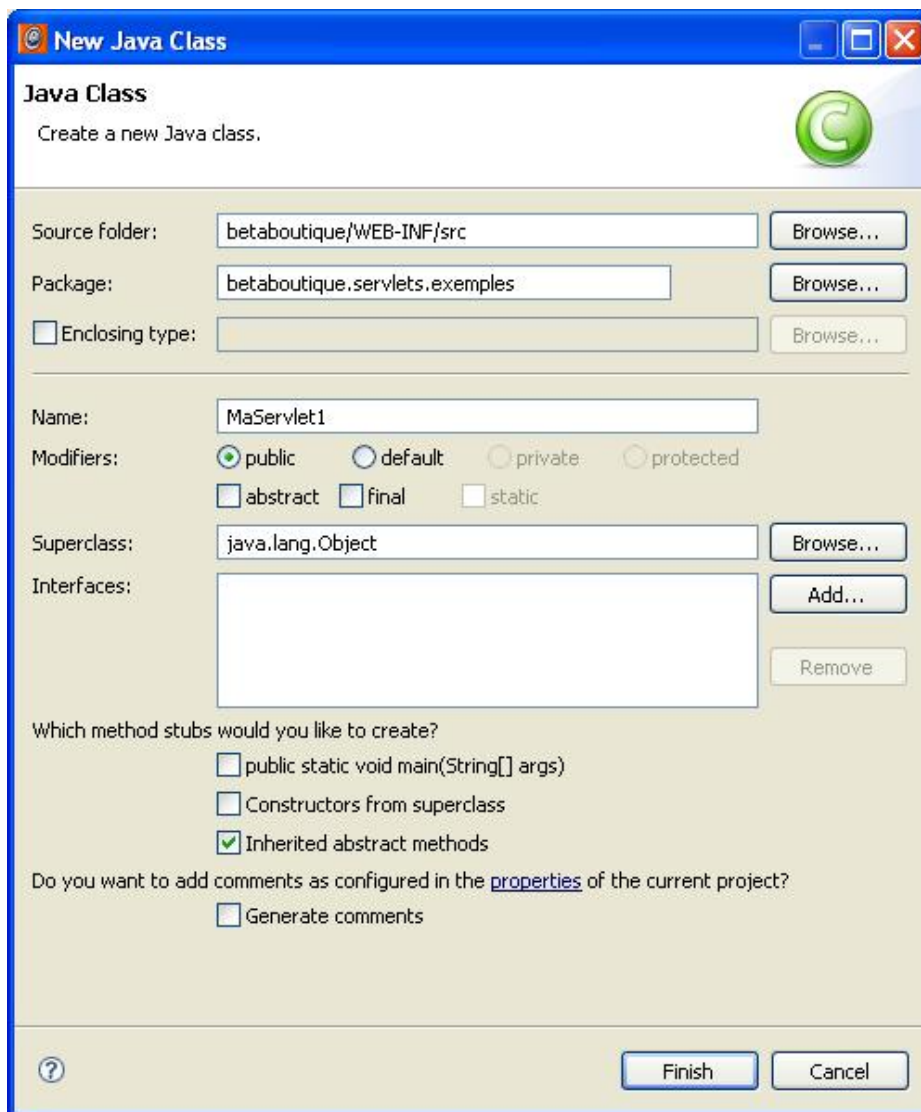 New Java Class
Java Class
Create a new Java class.
Source folder: betaboutique/WEB-INF/src Browse...
Package: betaboutique.servlets.exemples Browse...
Enclosing type: Browse...
Name: MaServlet1
Modifiers: public default private protected
abstract final static
Superclass: java.lang.Object Browse...
Interfaces: Add...
Remove
Which method stubs would you like to create?
public static void main(String[] args)
Constructors from superclass
Inherited abstract methods
Do you want to add comments as configured in the properties of the current project?
Generate comments
? Finish Cancel